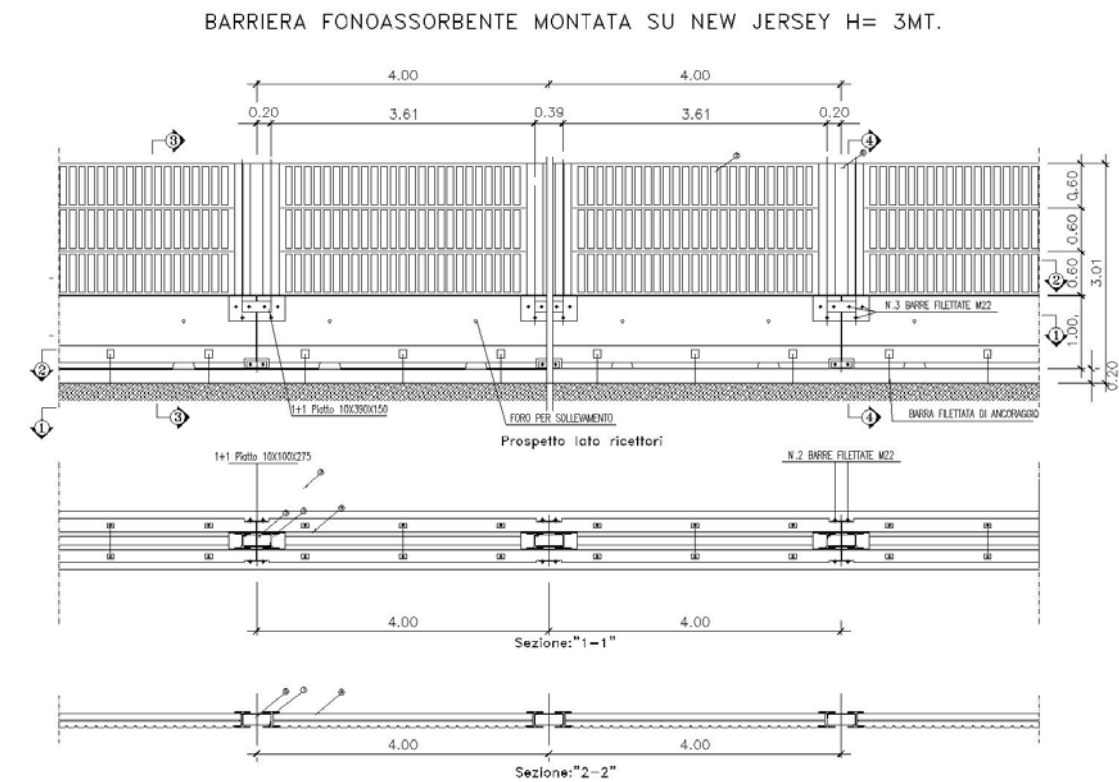 BARRIERA FONOASSORBENTE MONTATA SU NEW JERSEY H= 3MT.
4.00 4.00
0.20 3.61 0.39 3.61 0.20
3 4
0.60
0.60
0.60
3.01
2
N.3 BARRE FILETTATE M22
1.00
1
2
0.20
1+1 Piatto 10X390X150
FORO PER SOLLEVAMENTO
BARRA FILETTATA DI ANCORAGGIO
1 3 4
Prospetto lato ricettori
1+1 Piatto 10X100X275
N.2 BARRE FILETTATE M22
4.00 4.00
Sezione:"1-1"
4.00 4.00
Sezione:"2-2"